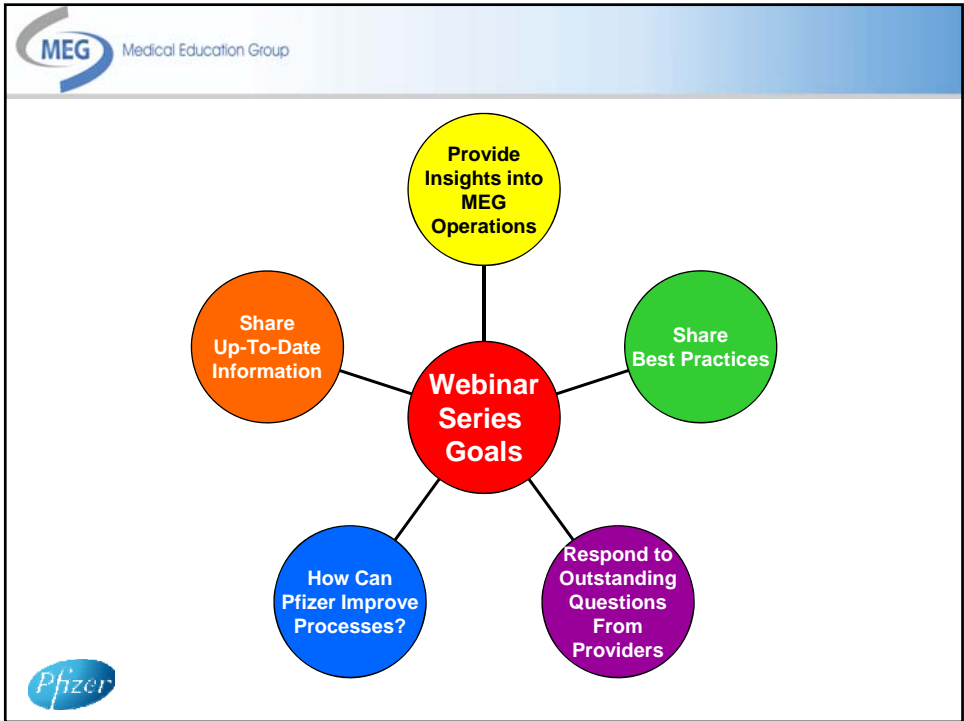 MEG
Medical Education Group
Provide
Insights into
MEG
Operations
Share
Up-To-Date
Information
Share
Best Practices
Webinar
Series
Goals
How Can
Pfizer Improve
Processes?
Respond to
Outstanding
Questions
From
Providers
Pfizer